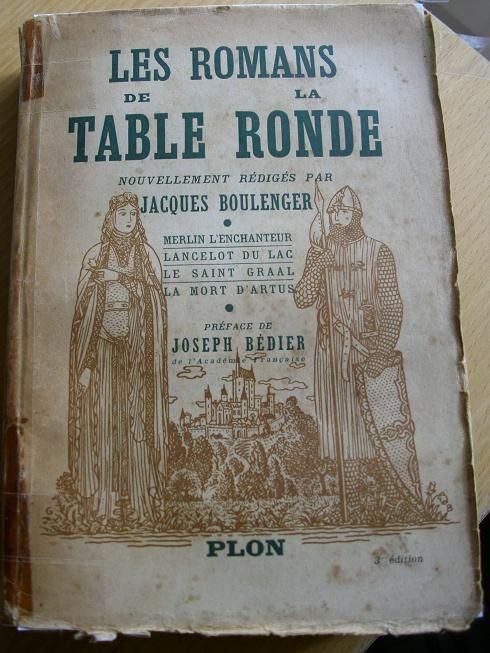 LES ROMANS
DE LA
TABLE RONDE
NOUVELLEMENT RÉDIGÉS PAR
JACQUES BOULENGER
MERLIN L'ENCHANTEUR
LANCELOT DU LAC
LE SAINT GRAAL
LA MORT D'ARTUS
PRÉFACE DE
JOSEPH BÉDIER
de l'Académie Française
PLON
3e édition